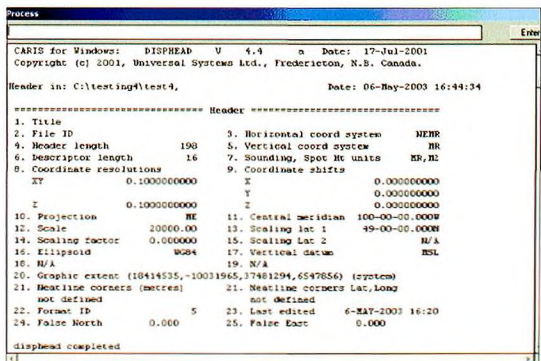 Process
Enter
CARIS for Windows: DISPHEAD V 4.4 a Date: 17-Jul-2001
Copyright (c) 2001, Universal Systems Ltd., Fredericton, N.B. Canada.
Header in: C:\testing4\test4, Date: 06-May-2003 16:44:34
============================== Header ==============================
1. Title
2. File ID 3. Horizontal coord system NEMR
4. Header length 198 5. Vertical coord system MR
6. Descriptor length 16 7. Sounding, Spot Ht units MR,M2
8. Coordinate resolutions 9. Coordinate shifts
XY 0.1000000000 X 0.000000000
Y 0.000000000
Z 0.1000000000 Z 0.000000000
10. Projection ME 11. Central meridian 100-00-00.000W
12. Scale 20000.00 13. Scaling lat 1 49-00-00.000N
14. Scaling factor 0.000000 15. Scaling Lat 2 N/A
16. Ellipsoid WG84 17. Vertical datum MSL
18. N/A 19. N/A
20. Graphic extent (18414535,-10031965,37481294,6547856) (system)
21. Neatline corners (metres) 21. Neatline corners Lat,Long
not defined not defined
22. Format ID 5 23. Last edited 6-MAY-2003 16:20
24. False North 0.000 25. False East 0.000
disphead completed